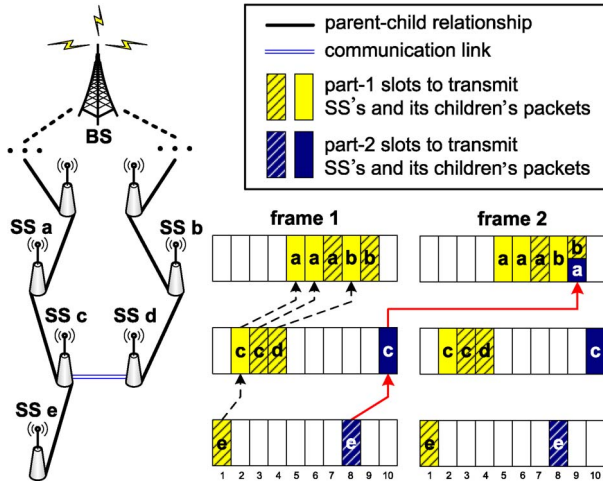 parent-child relationship
communication link
part-1 slots to transmit
SS's and its children's packets
part-2 slots to transmit
SS's and its children's packets
BS
SS a
SS b
SS c
SS d
SS e
frame 1
frame 2
a a a b b
a a a b b
a
c c d c
c c d c
e e
e e
1 2 3 4 5 6 7 8 9 10
1 2 3 4 5 6 7 8 9 10